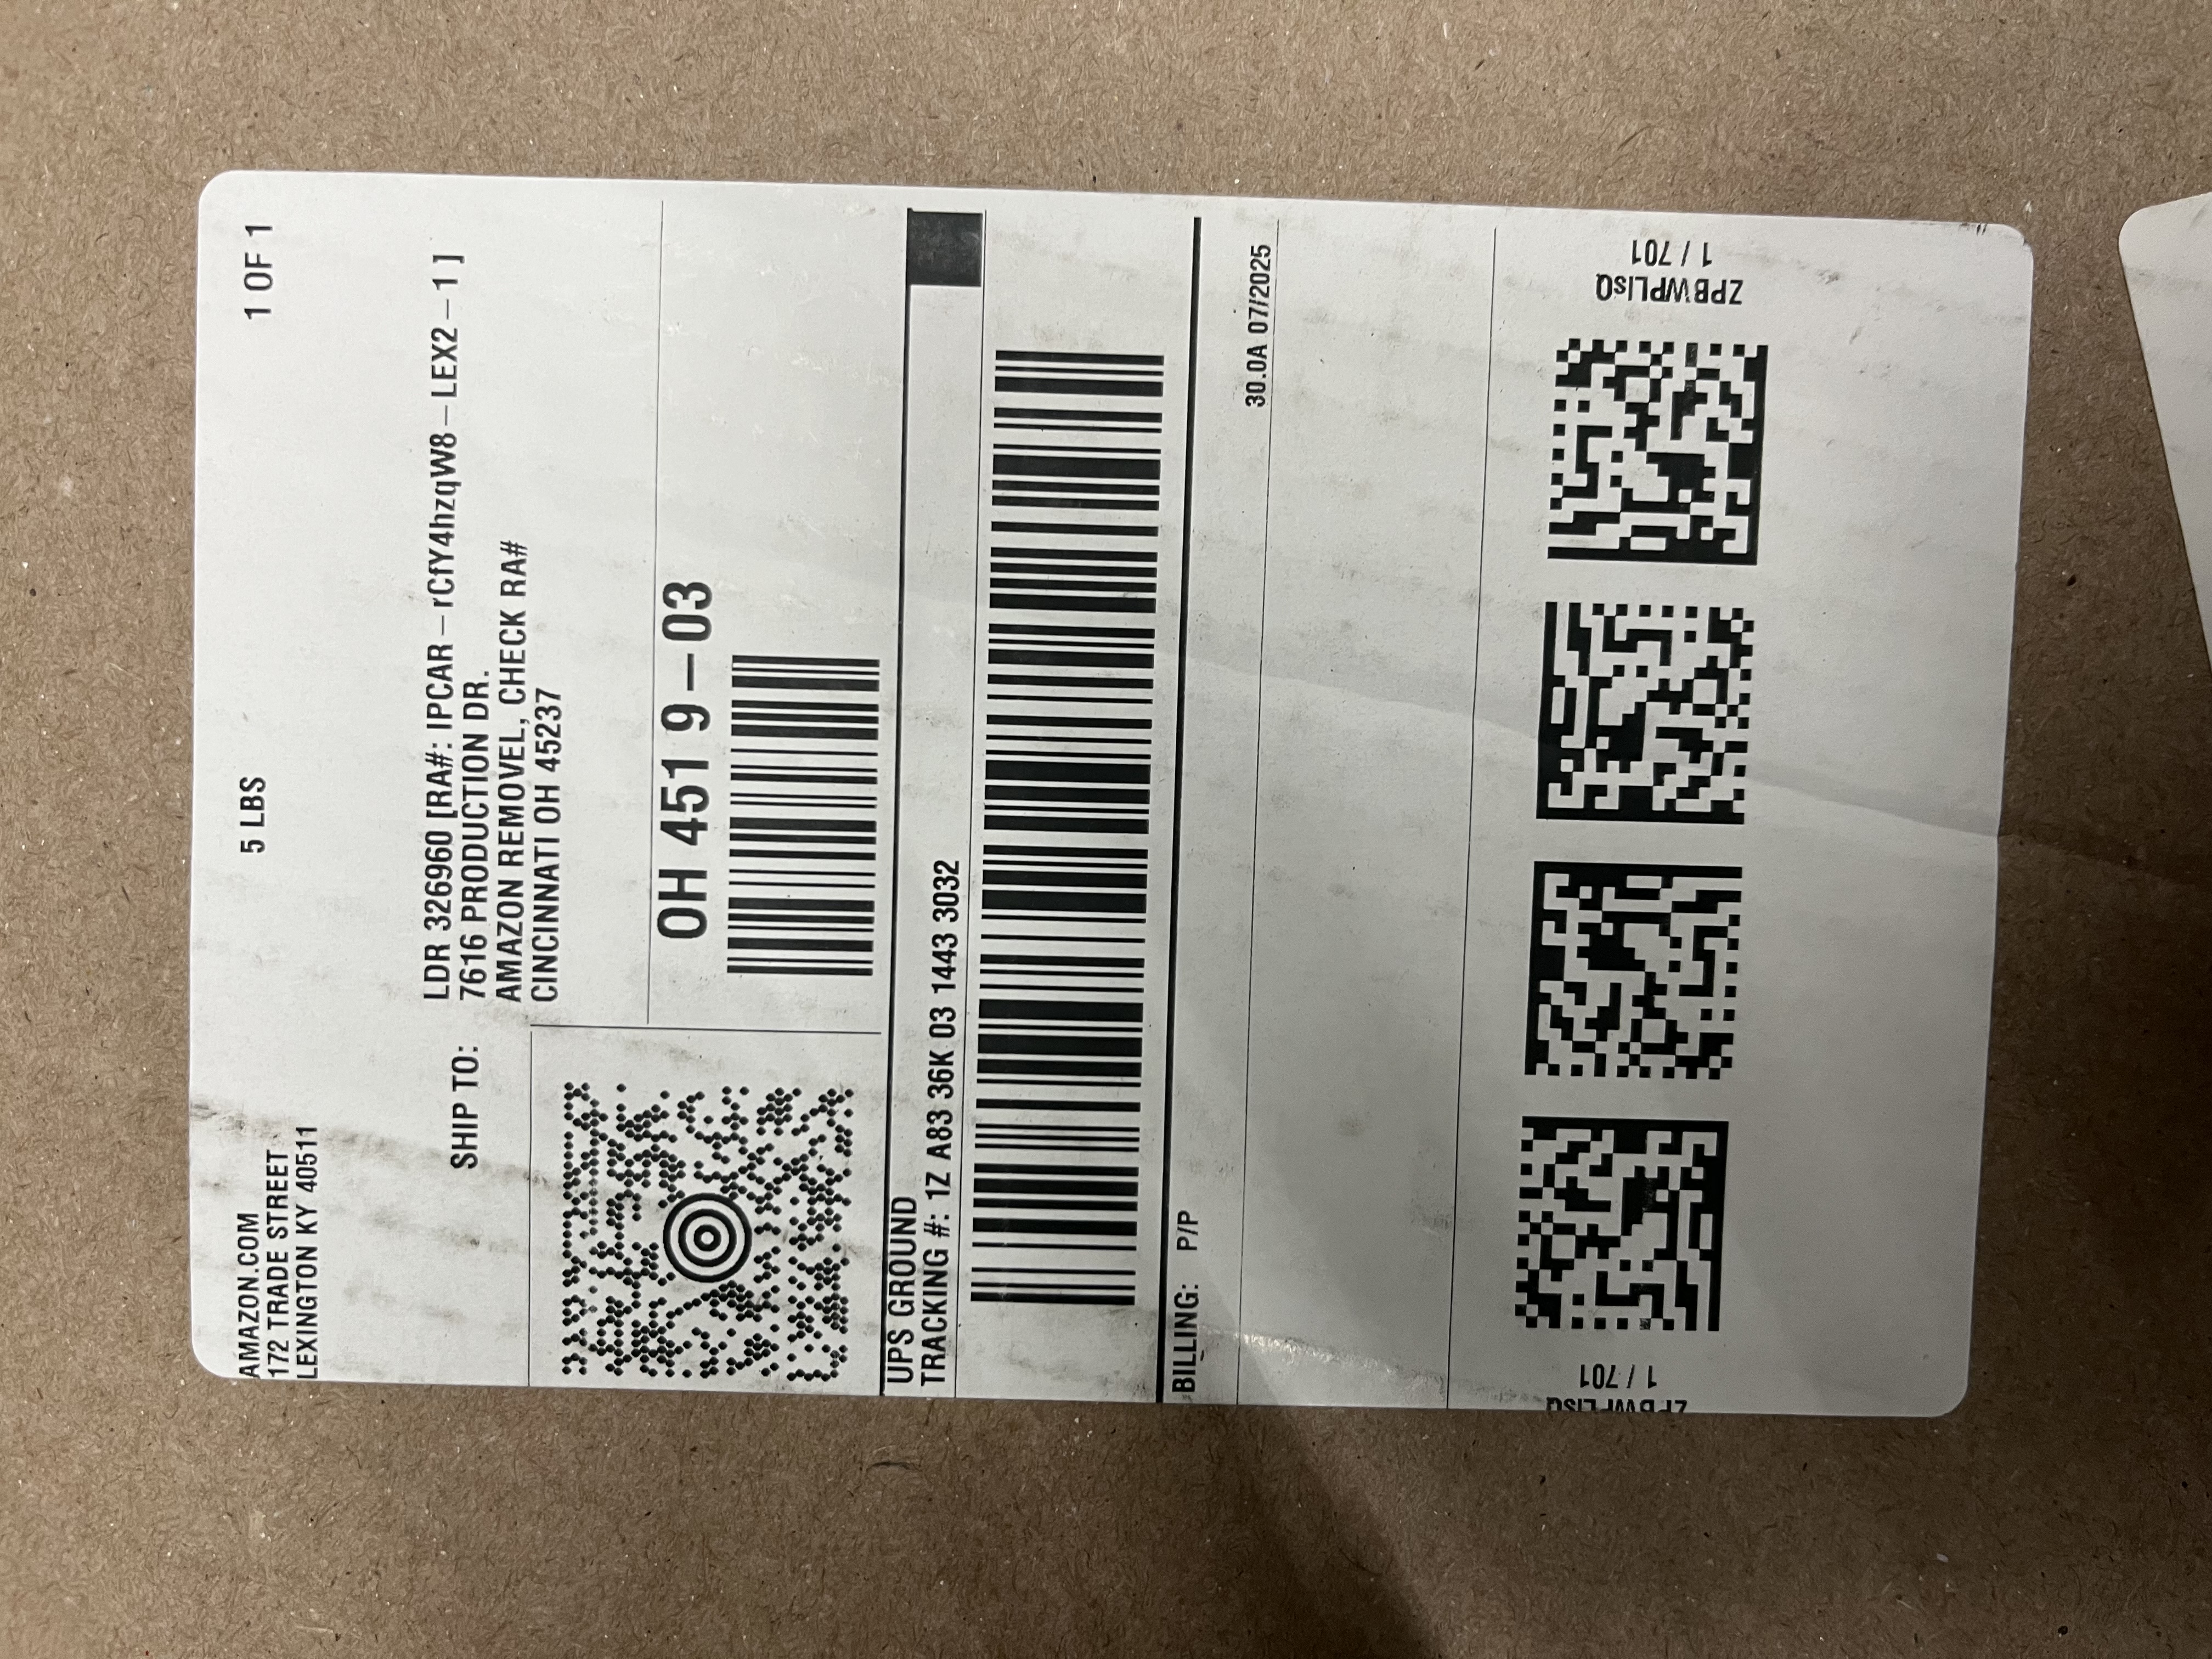 AMAZON.COM
172 TRADE STREET
LEXINGTON KY 40511
5 LBS
1 OF 1
SHIP TO:
LDR 326960 [RA#: IPCAR – rCfY4hzqW8 – LEX2 – 1 ]
7616 PRODUCTION DR.
AMAZON REMOVEL, CHECK RA#
CINCINNATI OH 45237
OH 451 9 – 03
UPS GROUND
TRACKING #: 1Z A83 36K 03 1443 3032
BILLING: P/P
30.0A 07/2025
ZPBWPLIsQ
1 / 701
ZPBWPLIsQ
1 / 701